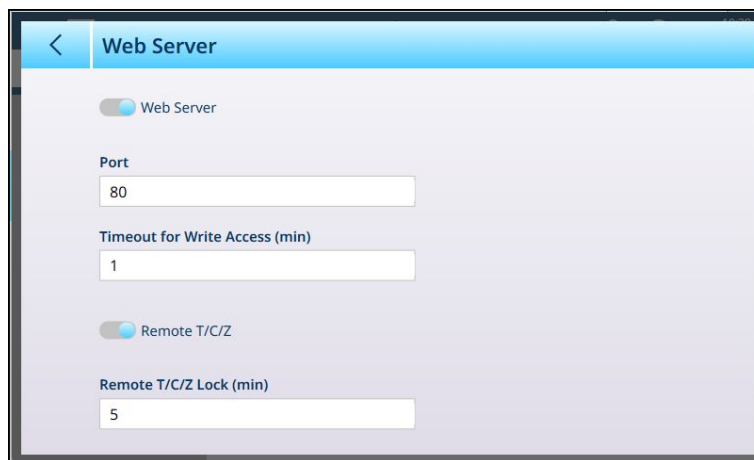 Web Server
Web Server
Port
80
Timeout for Write Access (min)
1
Remote T/C/Z
Remote T/C/Z Lock (min)
5